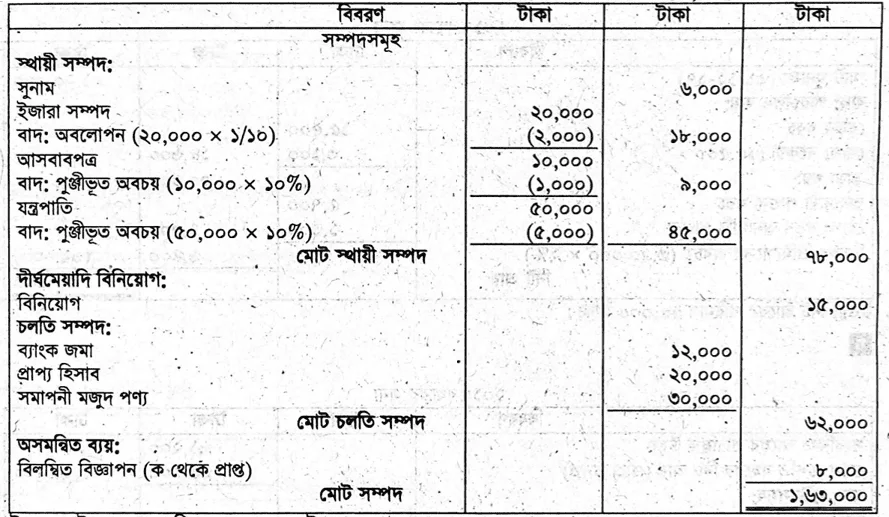 বিবরণ টাকা টাকা টাকা
সম্পদসমূহ
স্থায়ী সম্পদ:
সুনাম ৬,০০০
ইজারা সম্পদ ২০,০০০
বাদ: অবলোপন (২০,০০০ × ১/১০) (২,০০০) ১৮,০০০
আসবাবপত্র ১০,০০০
বাদ: পুঞ্জীভূত অবচয় (১০,০০০ × ১০%) (১,০০০) ৯,০০০
যন্ত্রপাতি ৫০,০০০
বাদ: পুঞ্জীভূত অবচয় (৫০,০০০ × ১০%) (৫,০০০) ৪৫,০০০
মোট স্থায়ী সম্পদ ৭৮,০০০
দীর্ঘমেয়াদি বিনিয়োগ:
বিনিয়োগ ১৫,০০০
চলতি সম্পদ:
ব্যাংক জমা ১২,০০০
প্রাপ্য হিসাব ২০,০০০
সমাপনী মজুদ পণ্য ৩০,০০০
মোট চলতি সম্পদ ৬২,০০০
অসমন্বিত ব্যয়:
বিলম্বিত বিজ্ঞাপন (ক থেকে প্রাপ্ত) ৮,০০০
মোট সম্পদ ১,৬৩,০০০